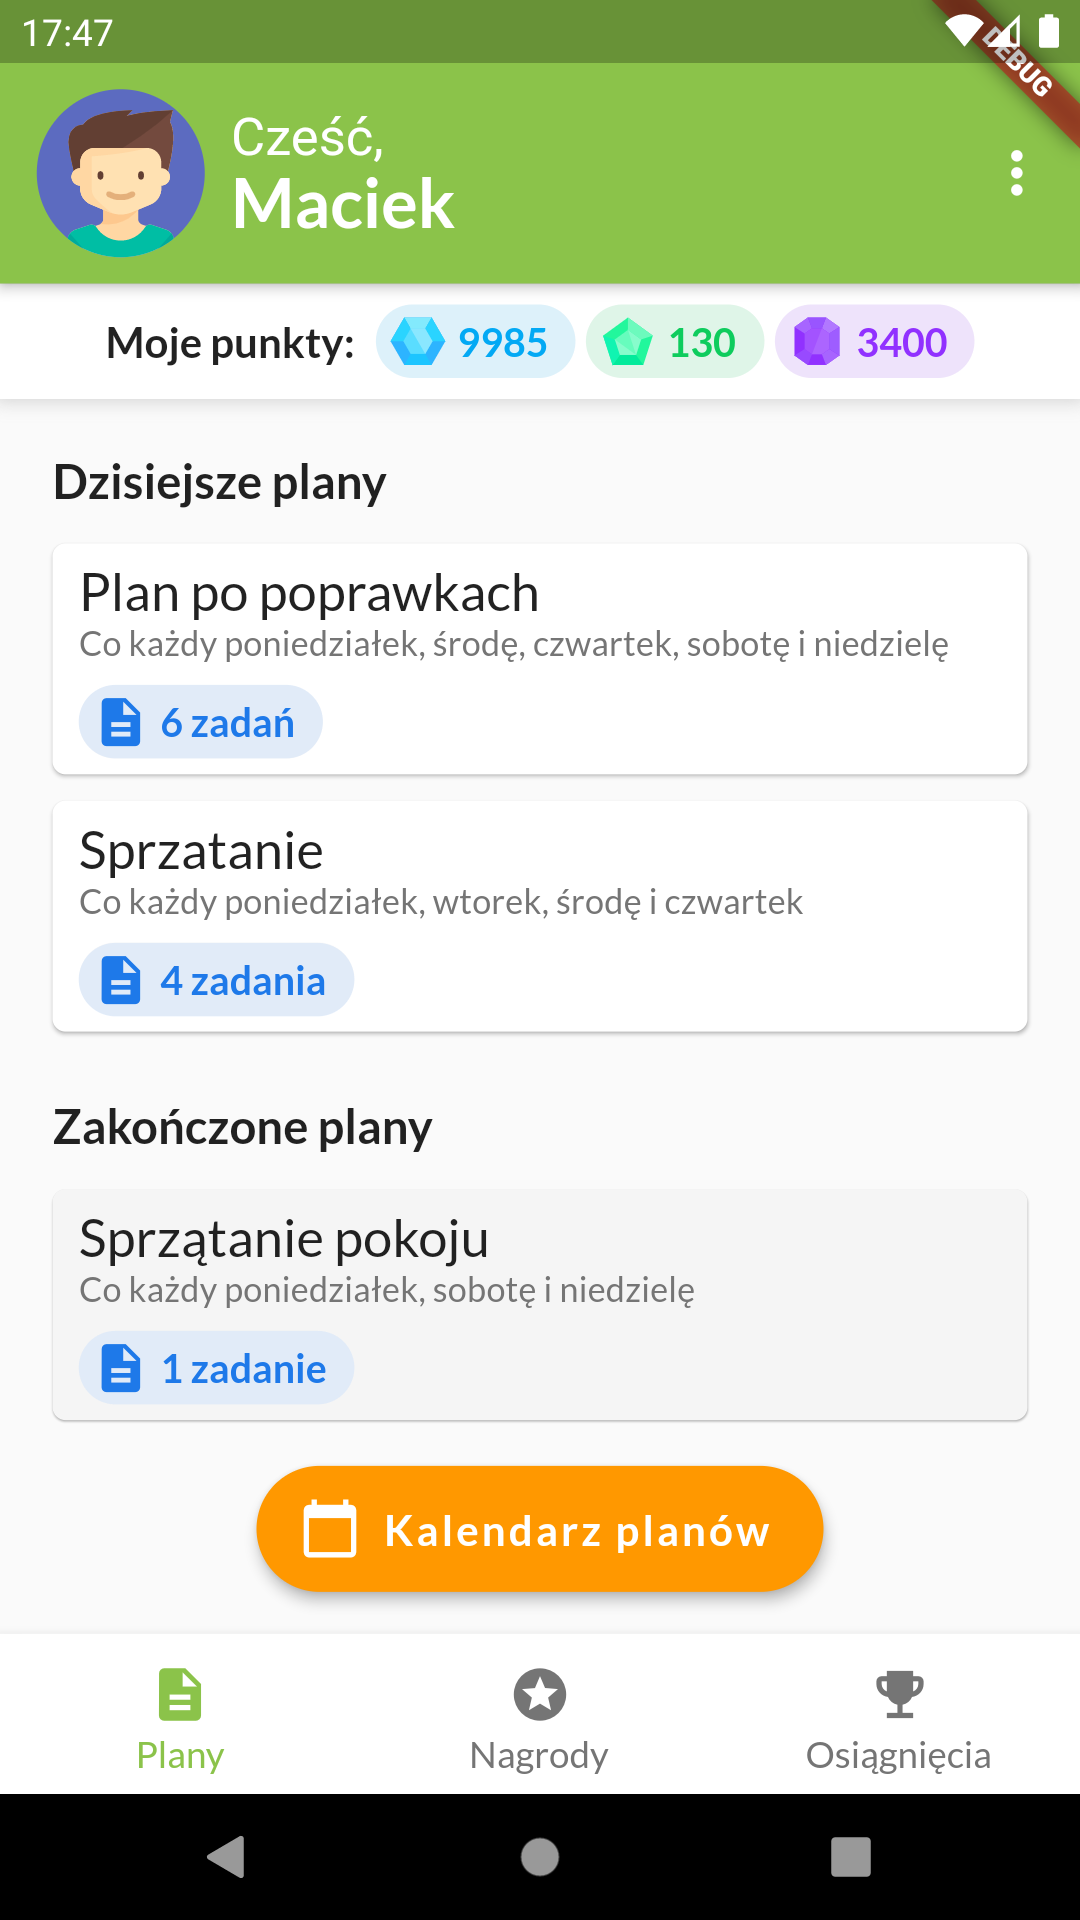 17:47
DEBUG
Cześć,
Maciek
Moje punkty: 9985 130 3400
Dzisiejsze plany
Plan po poprawkach
Co każdy poniedziałek, środę, czwartek, sobotę i niedzielę
6 zadań
Sprzatanie
Co każdy poniedziałek, wtorek, środę i czwartek
4 zadania
Zakończone plany
Sprzątanie pokoju
Co każdy poniedziałek, sobotę i niedzielę
1 zadanie
Kalendarz planów
Plany Nagrody Osiągnięcia